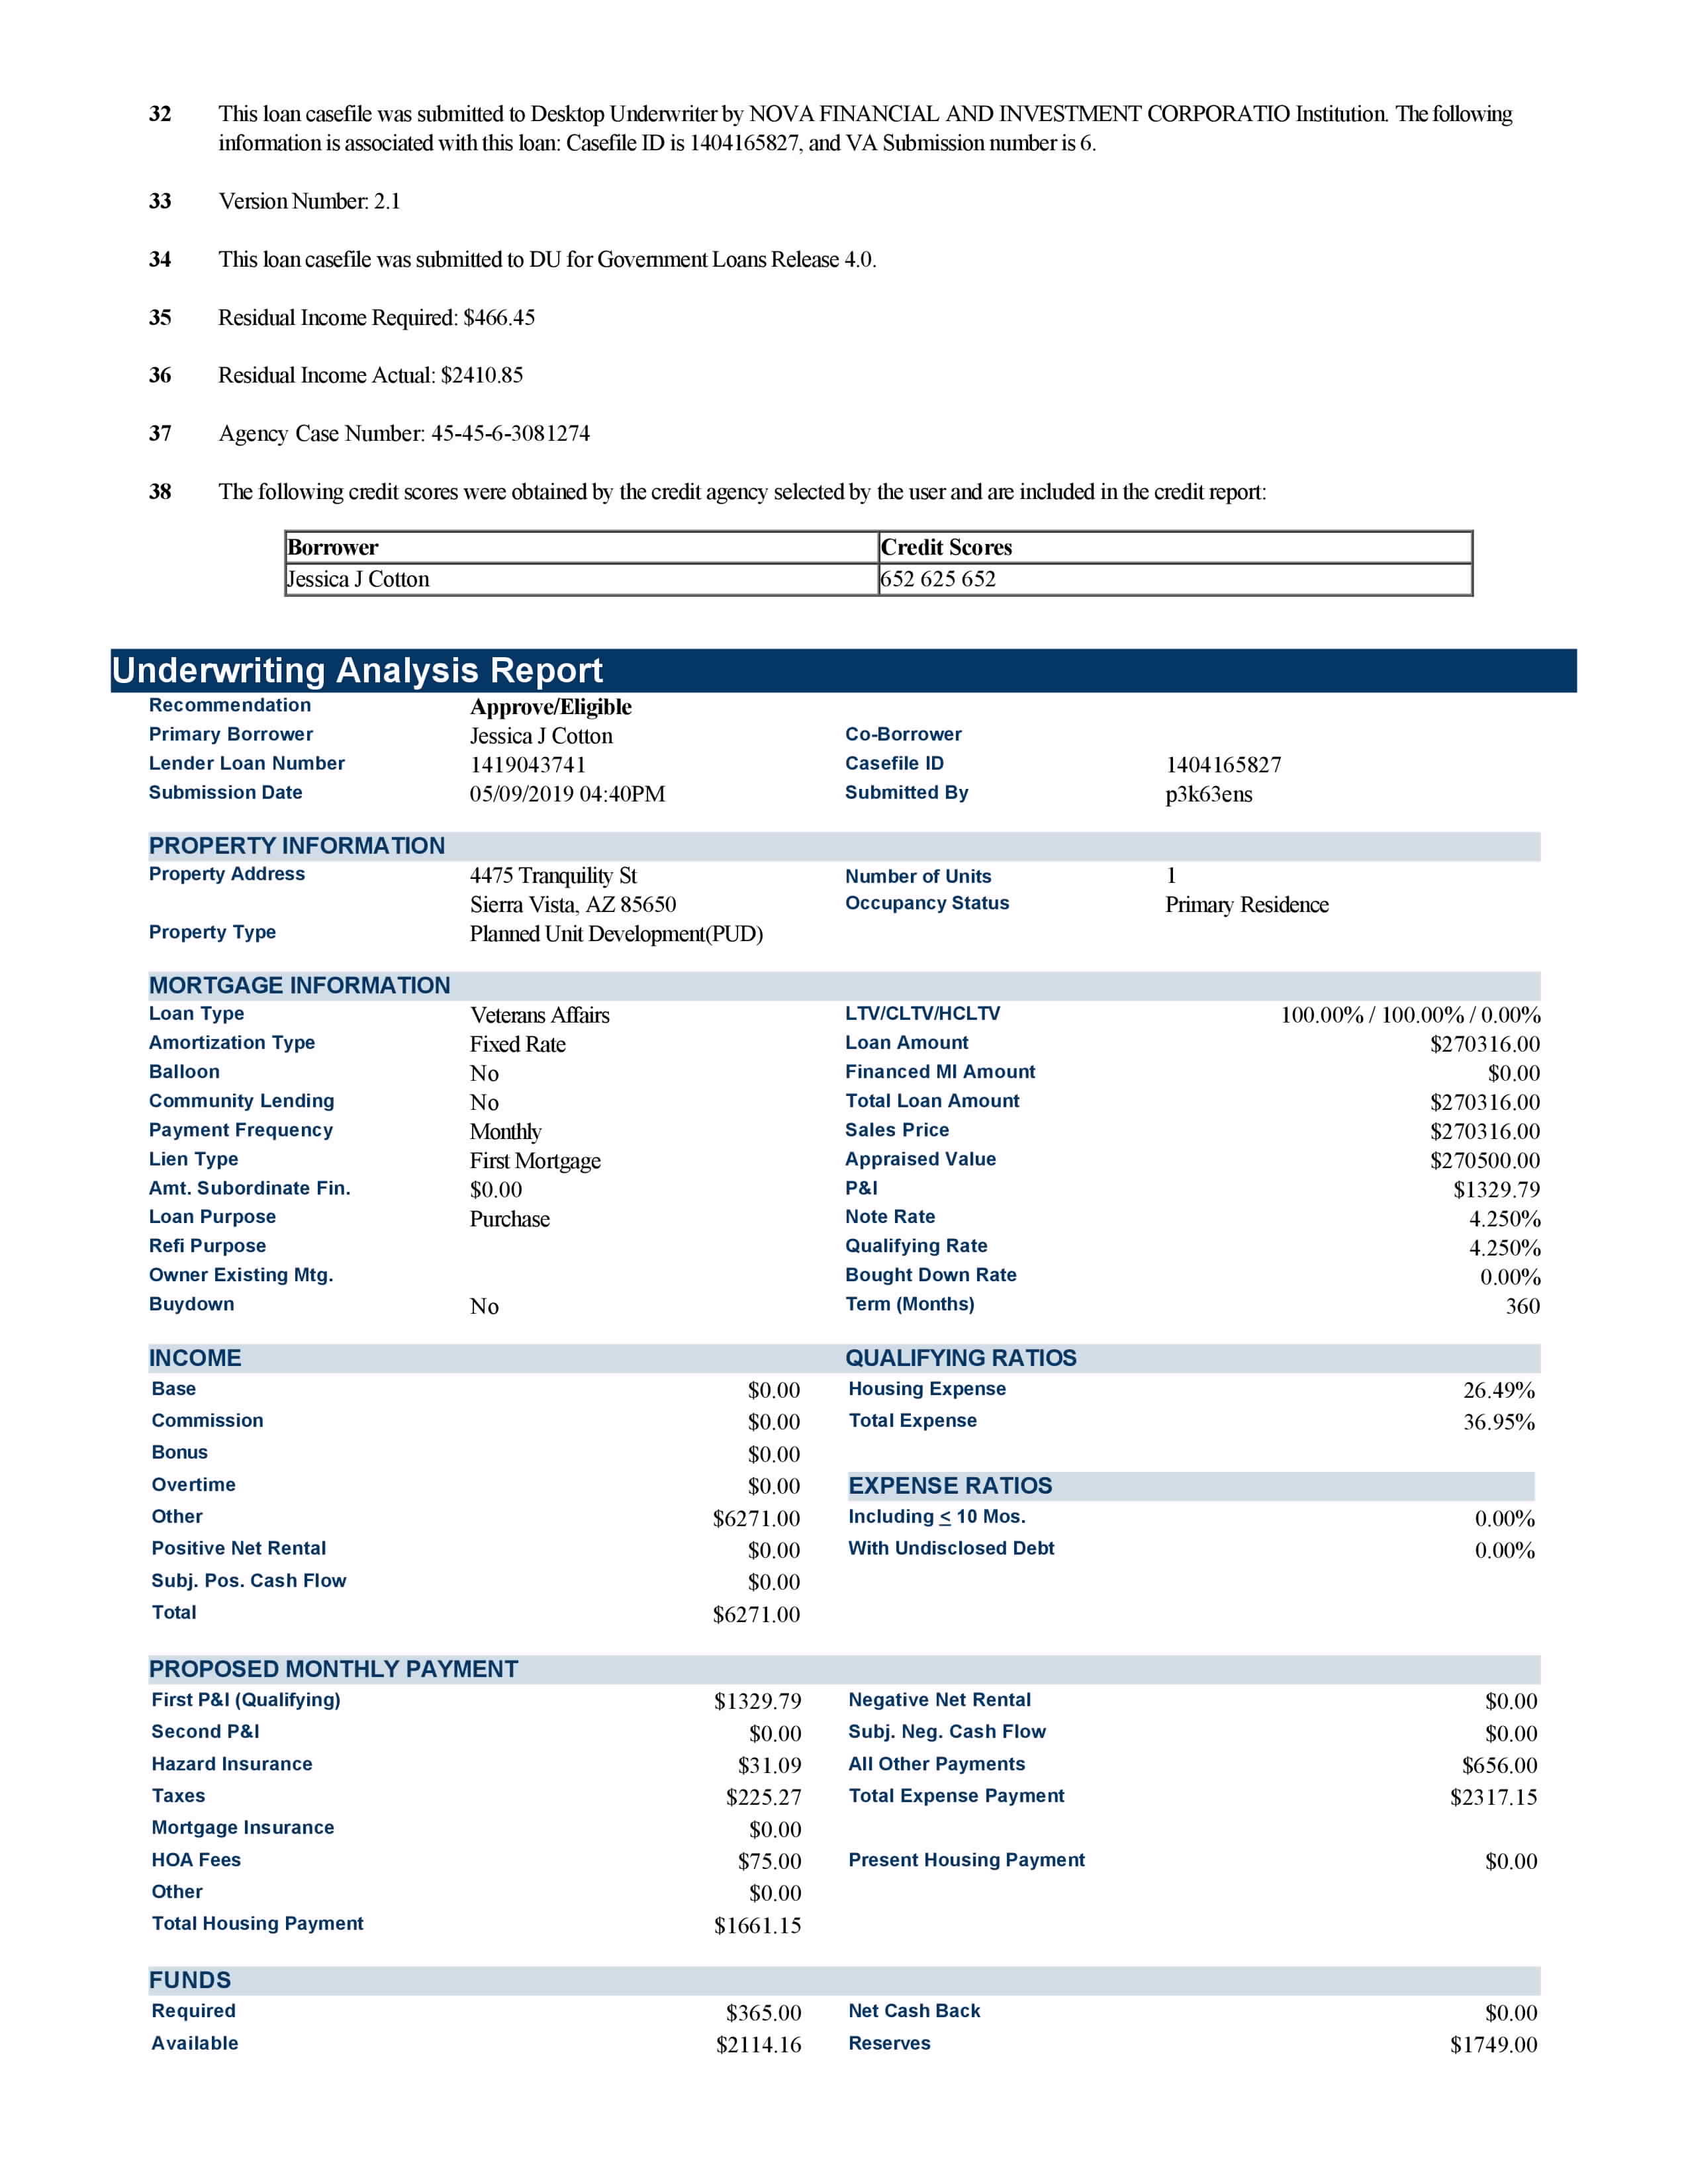 32 This loan casefile was submitted to Desktop Underwriter by NOVA FINANCIAL AND INVESTMENT CORPORATIO Institution. The following
information is associated with this loan: Casefile ID is 1404165827, and VA Submission number is 6.
33 Version Number: 2.1
34 This loan casefile was submitted to DU for Government Loans Release 4.0.
35 Residual Income Required: $466.45
36 Residual Income Actual: $2410.85
37 Agency Case Number: 45-45-6-3081274
38 The following credit scores were obtained by the credit agency selected by the user and are included in the credit report:
Borrower Credit Scores
Jessica J Cotton 652 625 652
Underwriting Analysis Report
Recommendation Approve/Eligible
Primary Borrower Jessica J Cotton Co-Borrower
Lender Loan Number 1419043741 Casefile ID 1404165827
Submission Date 05/09/2019 04:40PM Submitted By p3k63ens
PROPERTY INFORMATION
Property Address 4475 Tranquility St Number of Units 1
Sierra Vista, AZ 85650 Occupancy Status Primary Residence
Property Type Planned Unit Development(PUD)
MORTGAGE INFORMATION
Loan Type Veterans Affairs LTV/CLTV/HCLTV 100.00% / 100.00% / 0.00%
Amortization Type Fixed Rate Loan Amount $270316.00
Balloon No Financed MI Amount $0.00
Community Lending No Total Loan Amount $270316.00
Payment Frequency Monthly Sales Price $270316.00
Lien Type First Mortgage Appraised Value $270500.00
Amt. Subordinate Fin. $0.00 P&I $1329.79
Loan Purpose Purchase Note Rate 4.250%
Refi Purpose Qualifying Rate 4.250%
Owner Existing Mtg. Bought Down Rate 0.00%
Buydown No Term (Months) 360
INCOME QUALIFYING RATIOS
Base $0.00 Housing Expense 26.49%
Commission $0.00 Total Expense 36.95%
Bonus $0.00
Overtime $0.00 EXPENSE RATIOS
Other $6271.00 Including ≤ 10 Mos. 0.00%
Positive Net Rental $0.00 With Undisclosed Debt 0.00%
Subj. Pos. Cash Flow $0.00
Total $6271.00
PROPOSED MONTHLY PAYMENT
First P&I (Qualifying) $1329.79 Negative Net Rental $0.00
Second P&I $0.00 Subj. Neg. Cash Flow $0.00
Hazard Insurance $31.09 All Other Payments $656.00
Taxes $225.27 Total Expense Payment $2317.15
Mortgage Insurance $0.00
HOA Fees $75.00 Present Housing Payment $0.00
Other $0.00
Total Housing Payment $1661.15
FUNDS
Required $365.00 Net Cash Back $0.00
Available $2114.16 Reserves $1749.00